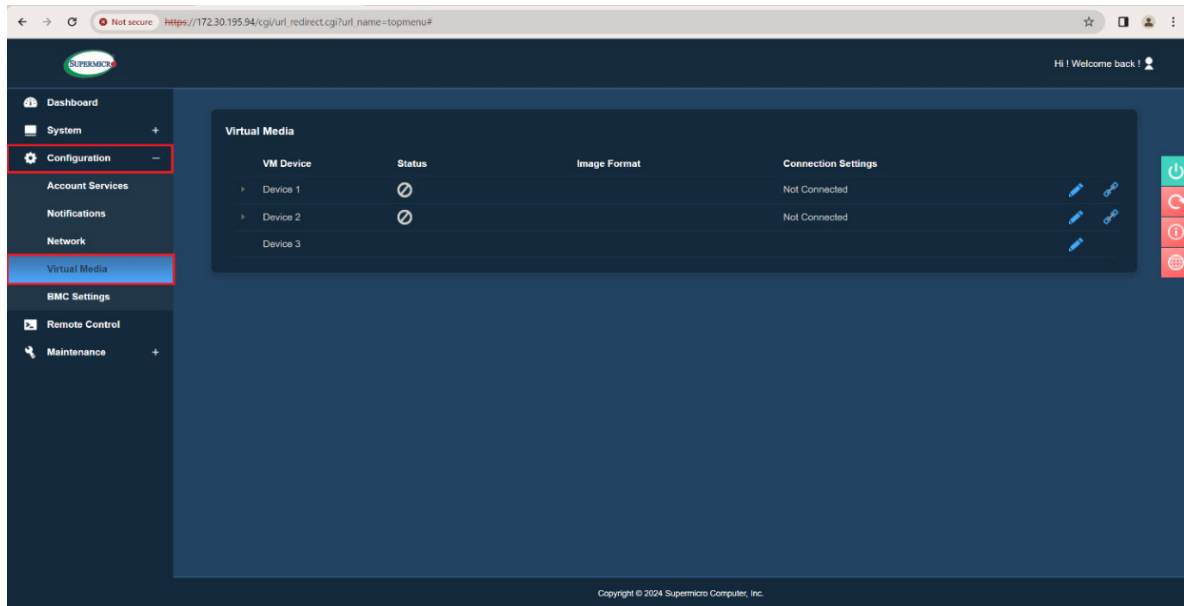 Not secure https://172.30.195.94/cgi/url_redirect.cgi?url_name=topmenu#
SUPERMICRO
Hi ! Welcome back !
Dashboard
System +
Configuration −
Account Services
Notifications
Network
Virtual Media
BMC Settings
Remote Control
Maintenance +
Virtual Media
VM Device Status Image Format Connection Settings
Device 1 Not Connected
Device 2 Not Connected
Device 3
Copyright © 2024 Supermicro Computer, Inc.